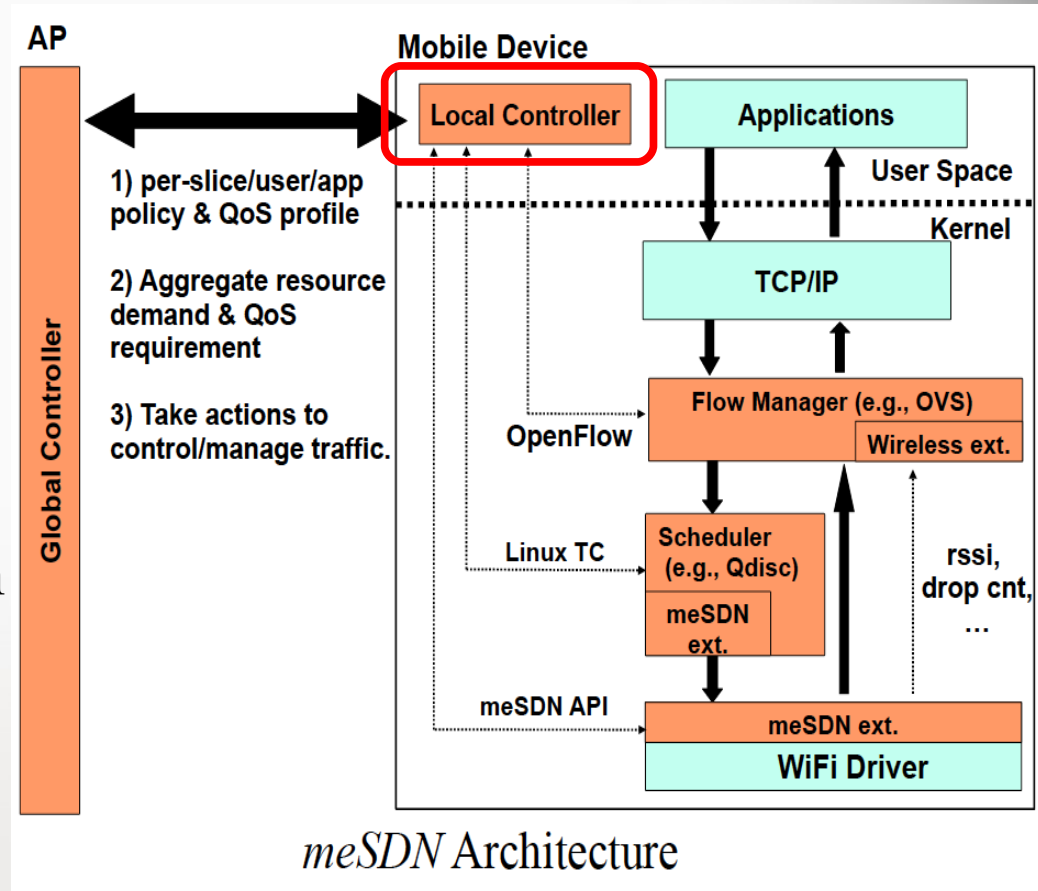 AP
Mobile Device
Global Controller
Local Controller
Applications
1) per-slice/user/app
policy & QoS profile
2) Aggregate resource
demand & QoS
requirement
3) Take actions to
control/manage traffic.
User Space
Kernel
TCP/IP
Flow Manager (e.g., OVS)
Wireless ext.
OpenFlow
Linux TC
Scheduler
(e.g., Qdisc)
meSDN
ext.
rssi,
drop cnt,
...
meSDN API
meSDN ext.
WiFi Driver
meSDN Architecture